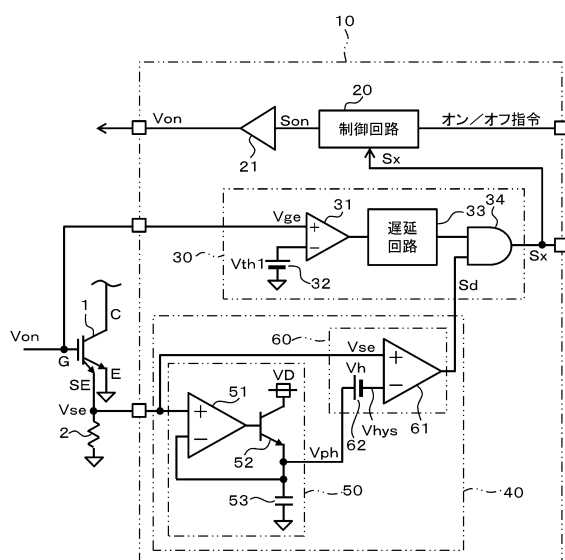 10
20
Von
Son
制御回路
オン／オフ指令
21
Sx
34
31
33
Vge
+
−
遅延
回路
30
Vth1
32
Sx
Sd
1
C
Von
G
E
SE
60
Vse
Vse
+
−
Vh
VD
51
+
−
61
62
Vhys
2
52
Vph
53
50
40